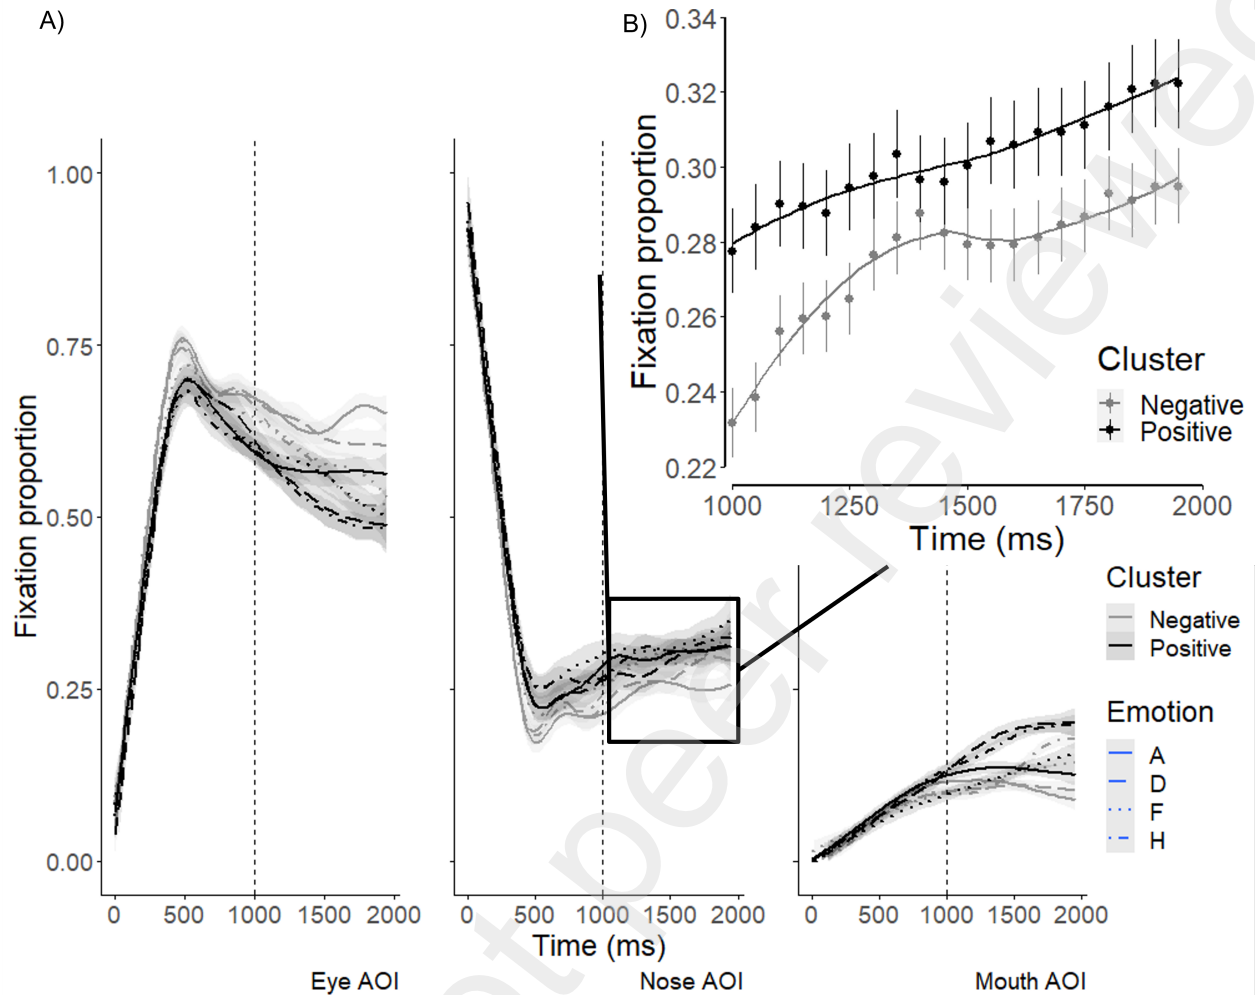 A)
B)
0.34
0.32
0.30
0.28
0.26
0.24
0.22
Fixation proportion
1000 1250 1500 1750 2000
Time (ms)
Cluster
Negative
Positive
1.00
0.75
0.50
0.25
0.00
Fixation proportion
0 500 1000 1500 2000
0 500 1000 1500 2000
0 500 1000 1500 2000
Time (ms)
Eye AOI
Nose AOI
Mouth AOI
Cluster
Negative
Positive
Emotion
A
D
F
H
ot peer reviewed